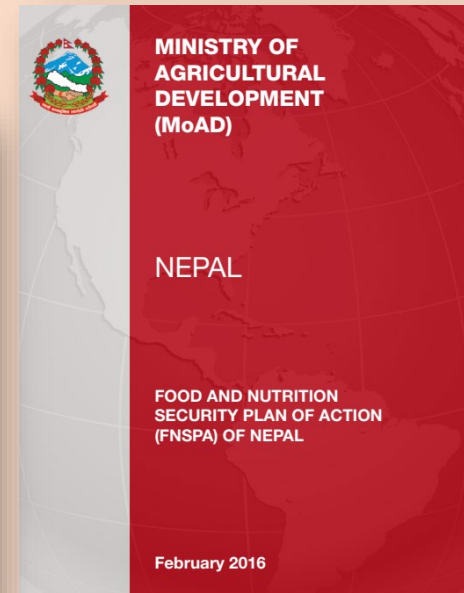 MINISTRY OF
AGRICULTURAL
DEVELOPMENT
(MoAD)
NEPAL
FOOD AND NUTRITION
SECURITY PLAN OF ACTION
(FNSPA) OF NEPAL
February 2016